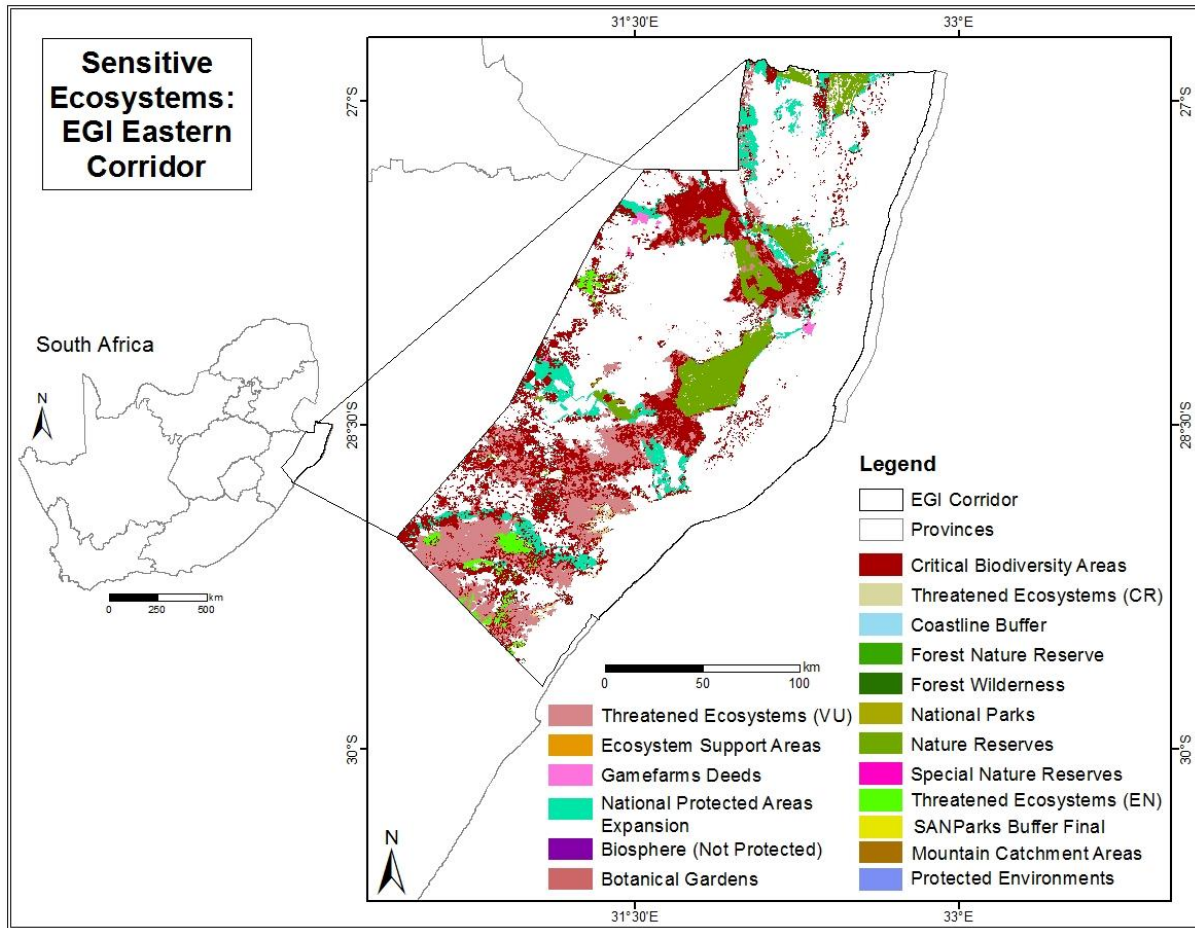 Sensitive
Ecosystems:
EGI Eastern
Corridor
31°30'E
33°E
27°S
28°30'S
30°S
South Africa
N
0
250
500
km
Legend
EGI Corridor
Provinces
Critical Biodiversity Areas
Threatened Ecosystems (CR)
Coastline Buffer
Forest Nature Reserve
Forest Wilderness
National Parks
Nature Reserves
Special Nature Reserves
Threatened Ecosystems (EN)
SANParks Buffer Final
Mountain Catchment Areas
Protected Environments
km
0
50
100
Threatened Ecosystems (VU)
Ecosystem Support Areas
Gamefarms Deeds
National Protected Areas
Expansion
Biosphere (Not Protected)
Botanical Gardens
N
27°S
28°30'S
30°S
31°30'E
33°E